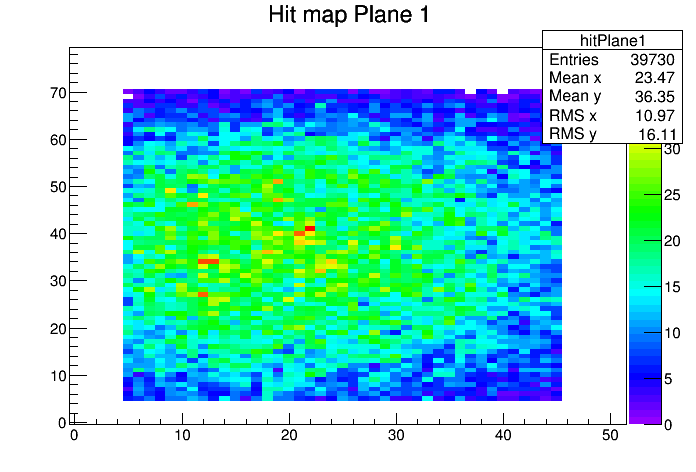 Hit map Plane 1
hitPlane1
Entries 39730
Mean x 23.47
Mean y 36.35
RMS x 10.97
RMS y 16.11
70
60
50
40
30
20
10
0
0 10 20 30 40 50
30
25
20
15
10
5
0